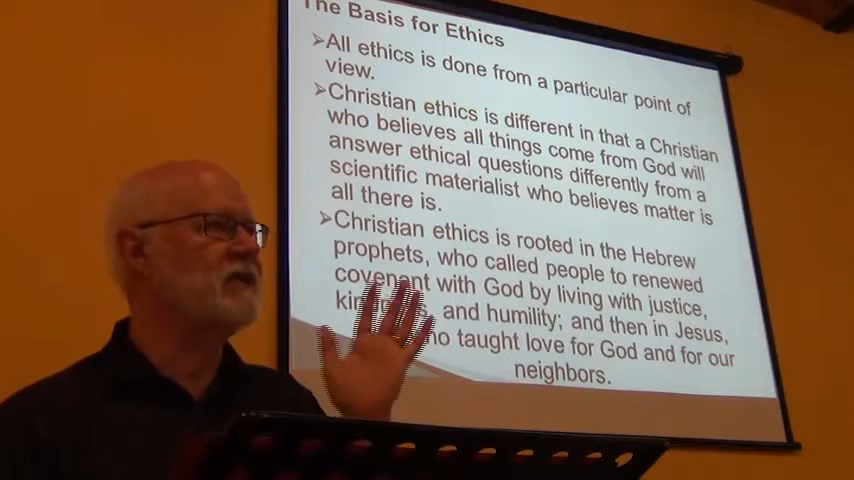 The Basis for Ethics
➢All ethics is done from a particular point of
view.
➢Christian ethics is different in that a Christian
who believes all things come from God will
answer ethical questions differently from a
scientific materialist who believes matter is
all there is.
➢Christian ethics is rooted in the Hebrew
prophets, who called people to renewed
covenant with God by living with justice,
and humility; and then in Jesus,
who taught love for God and for our
neighbors.